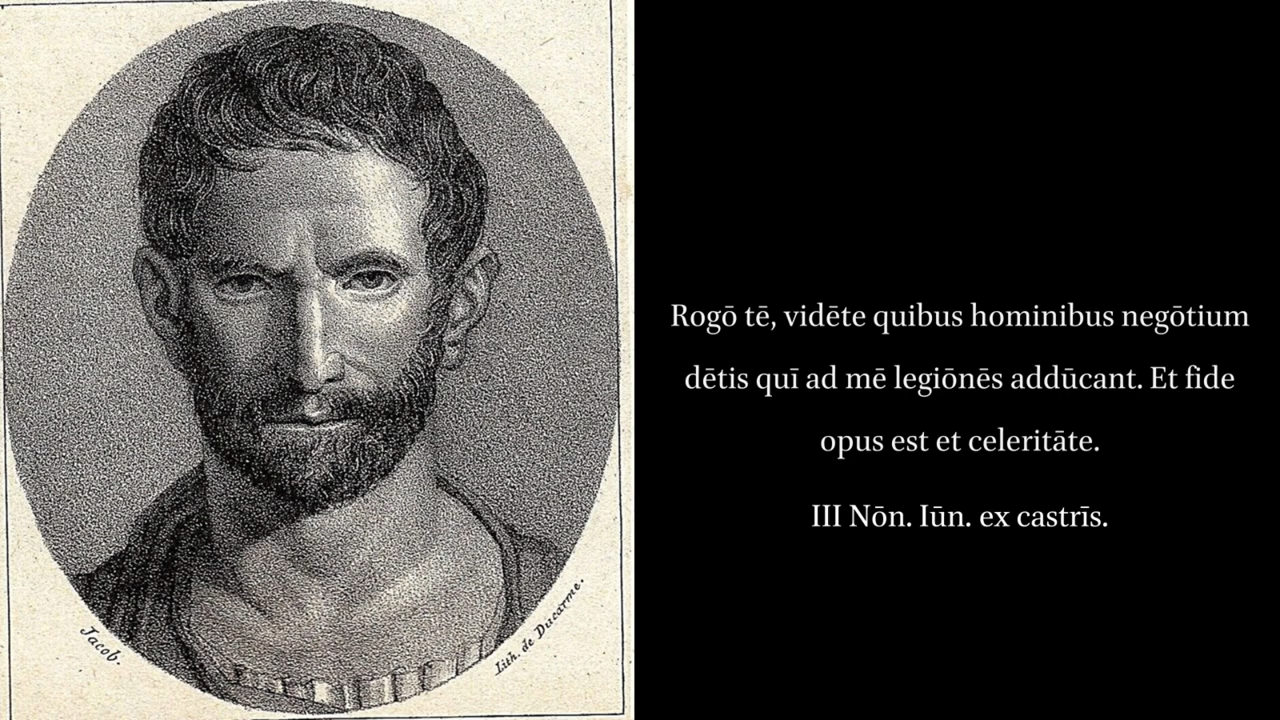 Jacob.
Lith. de Ducarme.
Rogō tē, vidēte quibus hominibus negōtium
dētis quī ad mē legiōnēs addūcant. Et fide
opus est et celeritāte.
III Nōn. Iūn. ex castrīs.